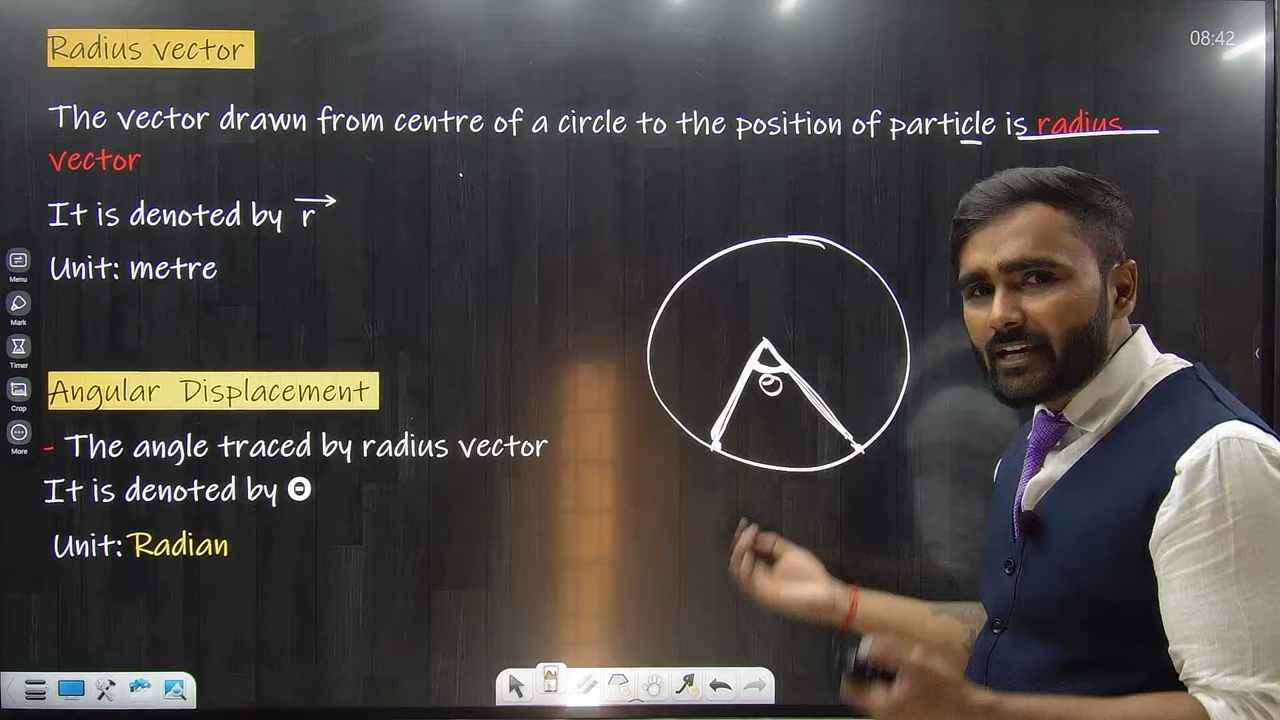 Radius vector
08:42
The vector drawn from centre of a circle to the position of particle is radius
vector
It is denoted by r
Unit: metre
Menu
Mark
Timer
Crop
More
θ
Angular Displacement
- The angle traced by radius vector
It is denoted by Θ
Unit: Radian